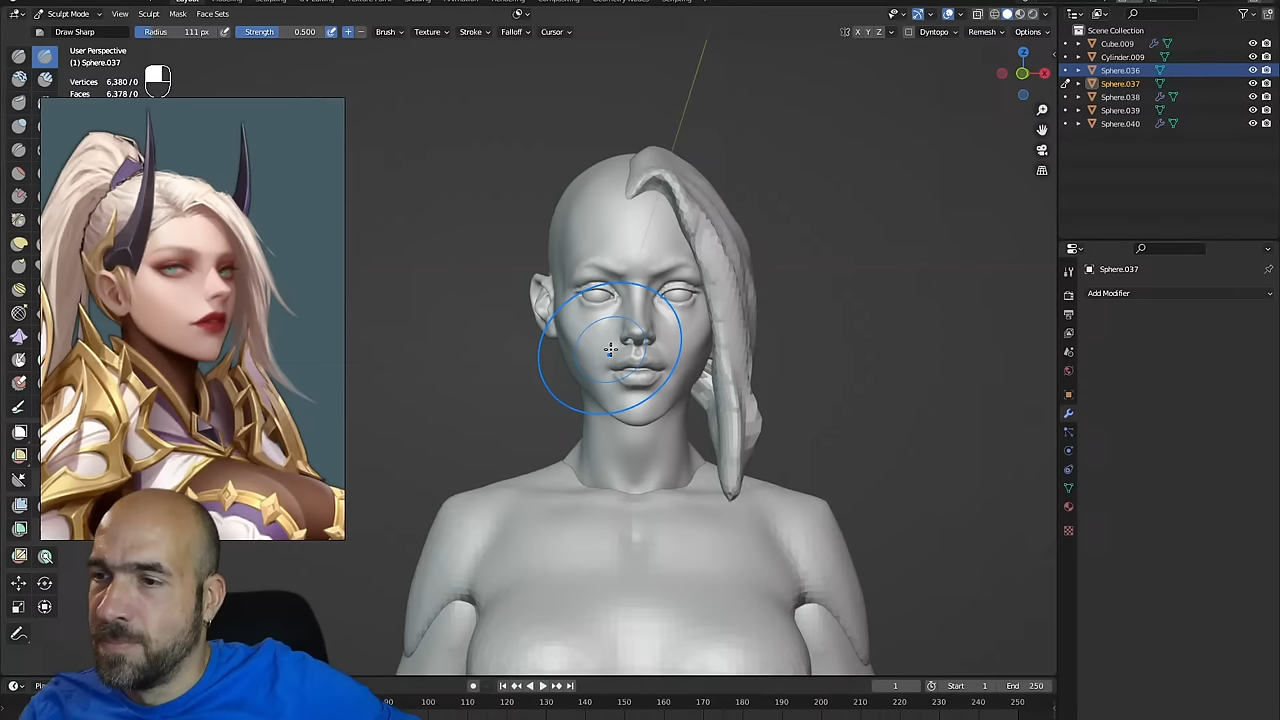 Sculpt Mode View Sculpt Mask Face Sets
Draw Sharp Radius 111 px Strength 0.500 Brush Texture Stroke Falloff Cursor X Y Z Dyntopo Remesh Options
User Perspective
(1) Sphere.037
Vertices 6,380 / 0
Faces 6,378 / 0
Z
X
Scene Collection
Cube.009
Cylinder.009
Sphere.036
Sphere.037
Sphere.038
Sphere.039
Sphere.040
Sphere.037
Add Modifier
1 Start 1 End 250
90 100 110 120 130 140 150 160 170 180 190 200 210 220 230 240 250